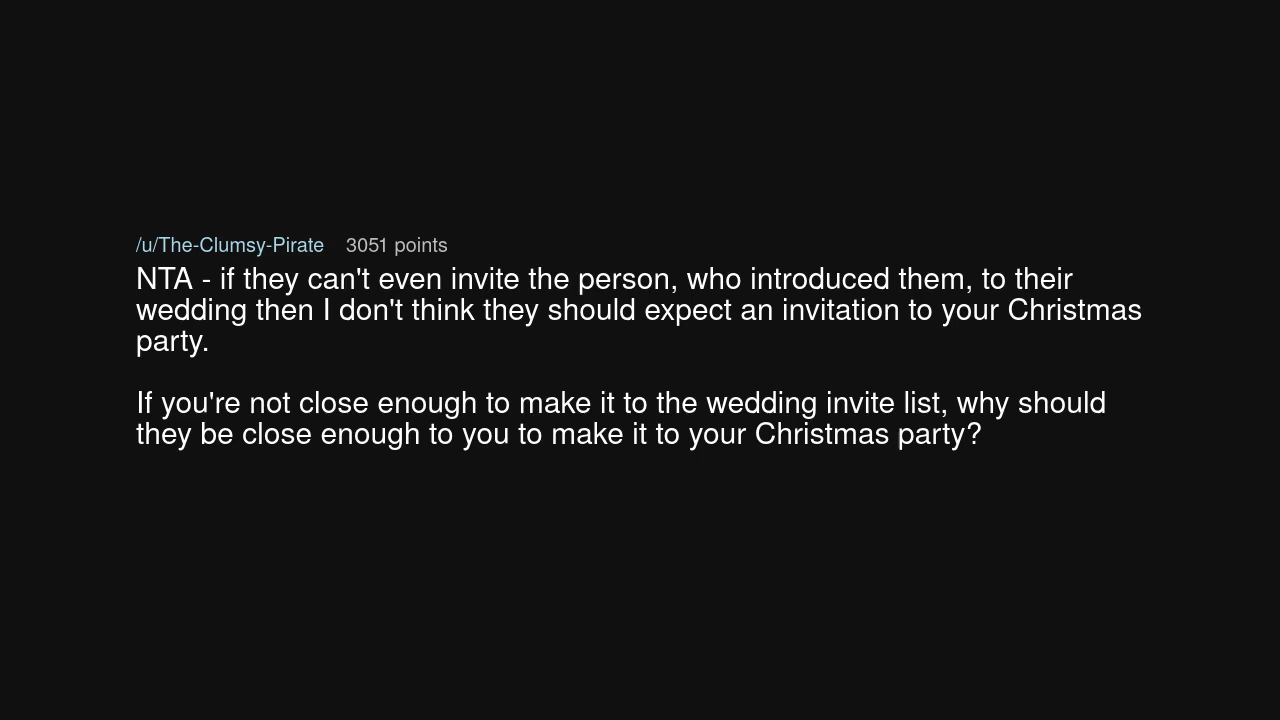 /u/The-Clumsy-Pirate 3051 points
NTA - if they can't even invite the person, who introduced them, to their
wedding then I don't think they should expect an invitation to your Christmas
party.
If you're not close enough to make it to the wedding invite list, why should
they be close enough to you to make it to your Christmas party?